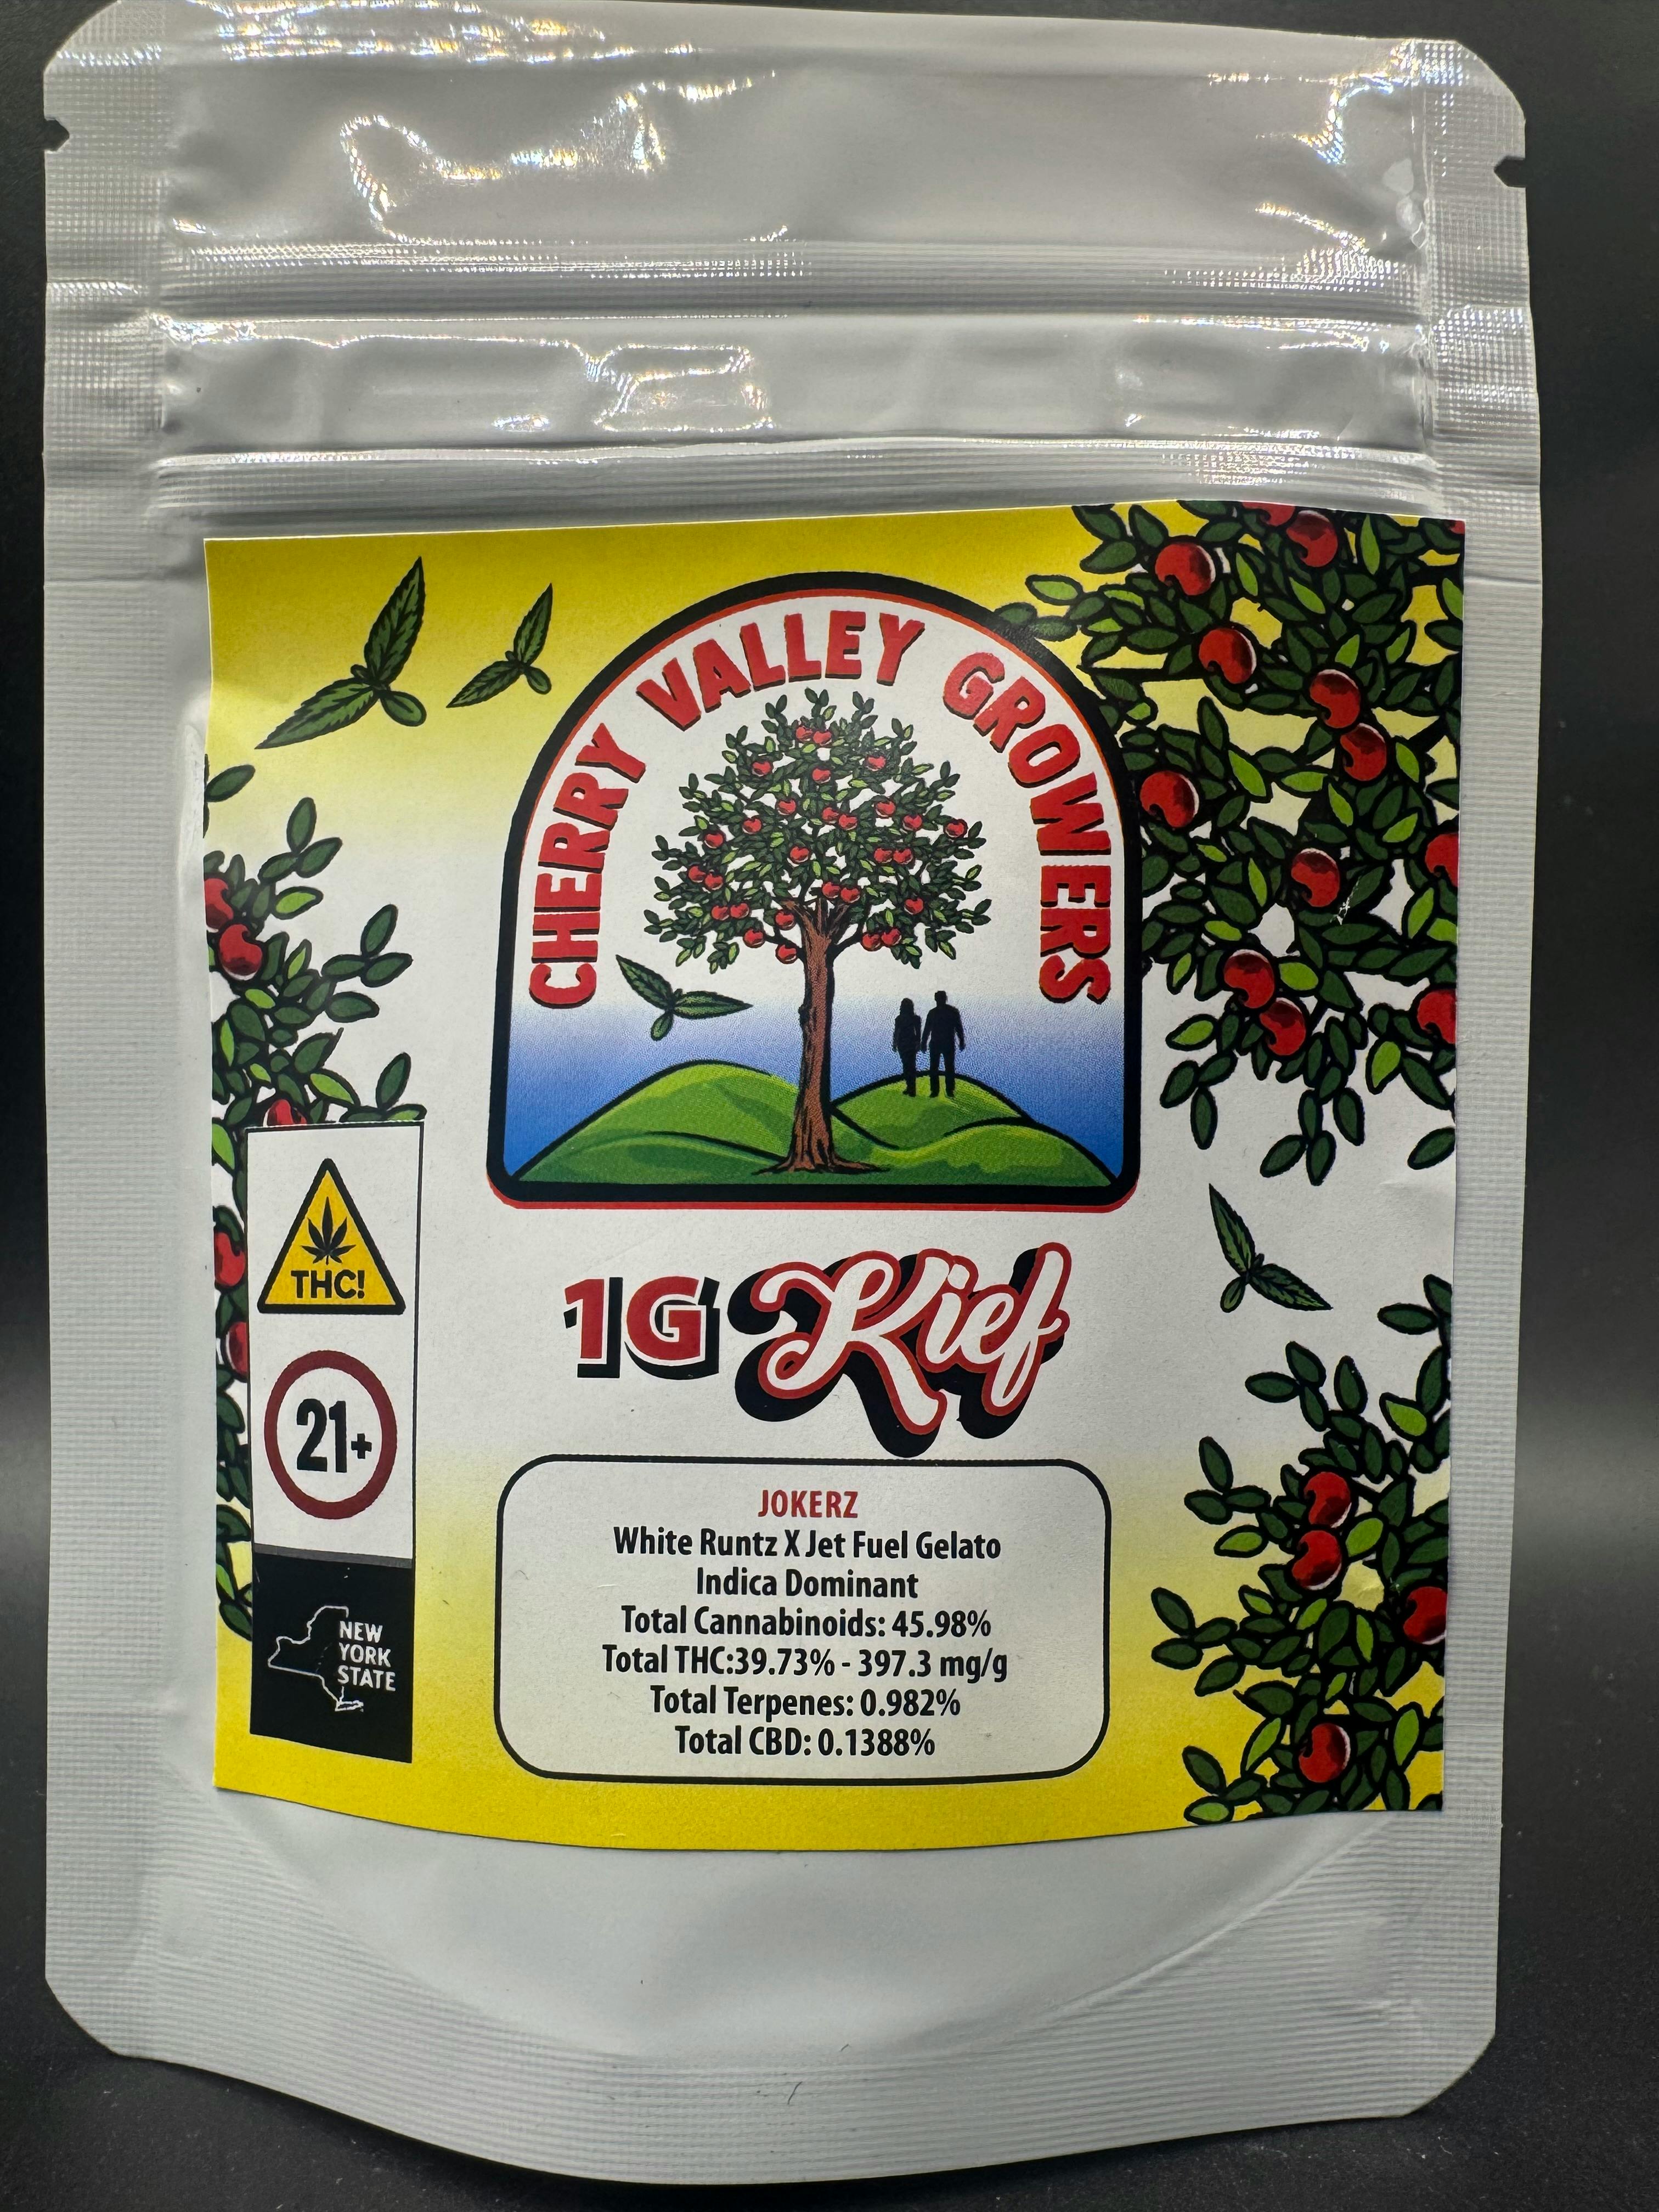 CHERRY VALLEY GROWERS
THC!
21+
NEW
YORK
STATE
1G Kief
JOKERZ
White Runtz X Jet Fuel Gelato
Indica Dominant
Total Cannabinoids: 45.98%
Total THC:39.73% - 397.3 mg/g
Total Terpenes: 0.982%
Total CBD: 0.1388%